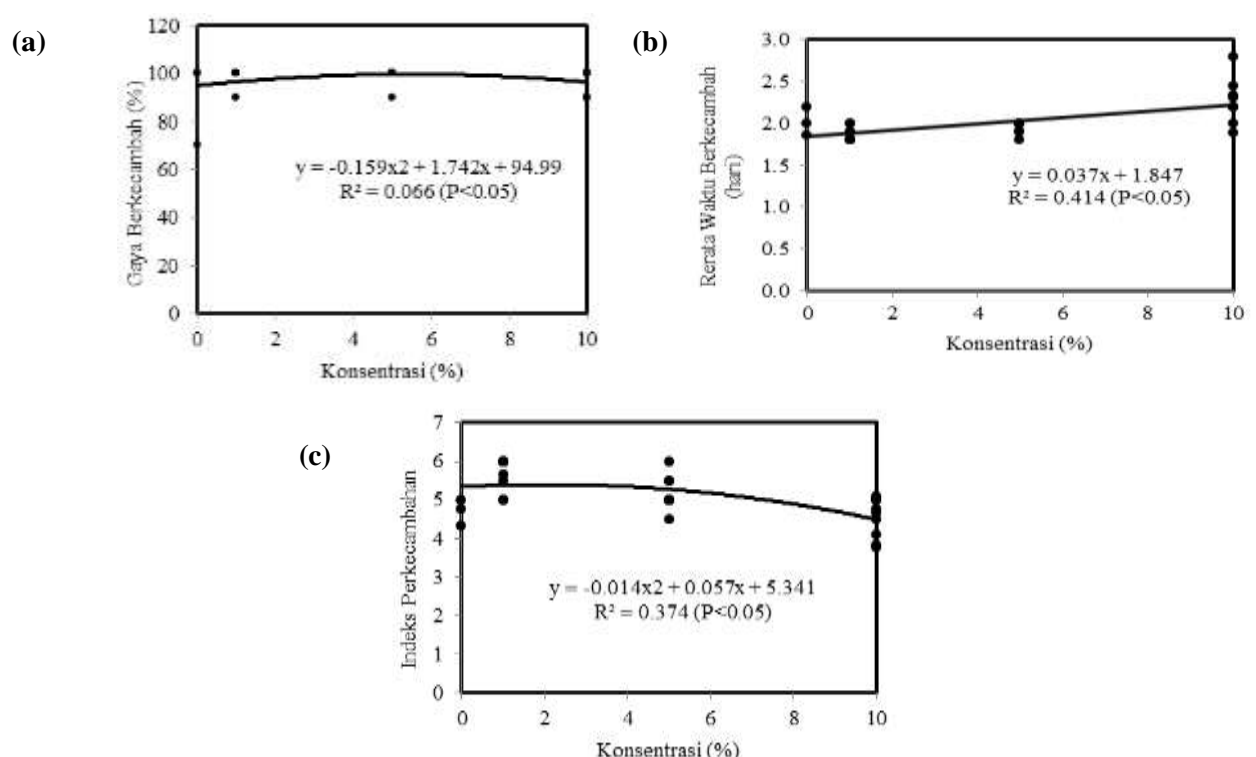 (a)
120
100
80
60
40
20
0
Gaya Berkecambah (%)
y = -0.159x2 + 1.742x + 94.99
R² = 0.066 (P<0.05)
0 2 4 6 8 10
Konsentrasi (%)
(b)
3.0
2.5
2.0
1.5
1.0
0.5
0.0
Rerata Waktu Berkecambah
(hari)
y = 0.037x + 1.847
R² = 0.414 (P<0.05)
0 2 4 6 8 10
Konsentrasi (%)
(c)
7
6
5
4
3
2
1
0
Indeks Perkecambahan
y = -0.014x2 + 0.057x + 5.341
R² = 0.374 (P<0.05)
0 2 4 6 8 10
Konsentrasi (%)